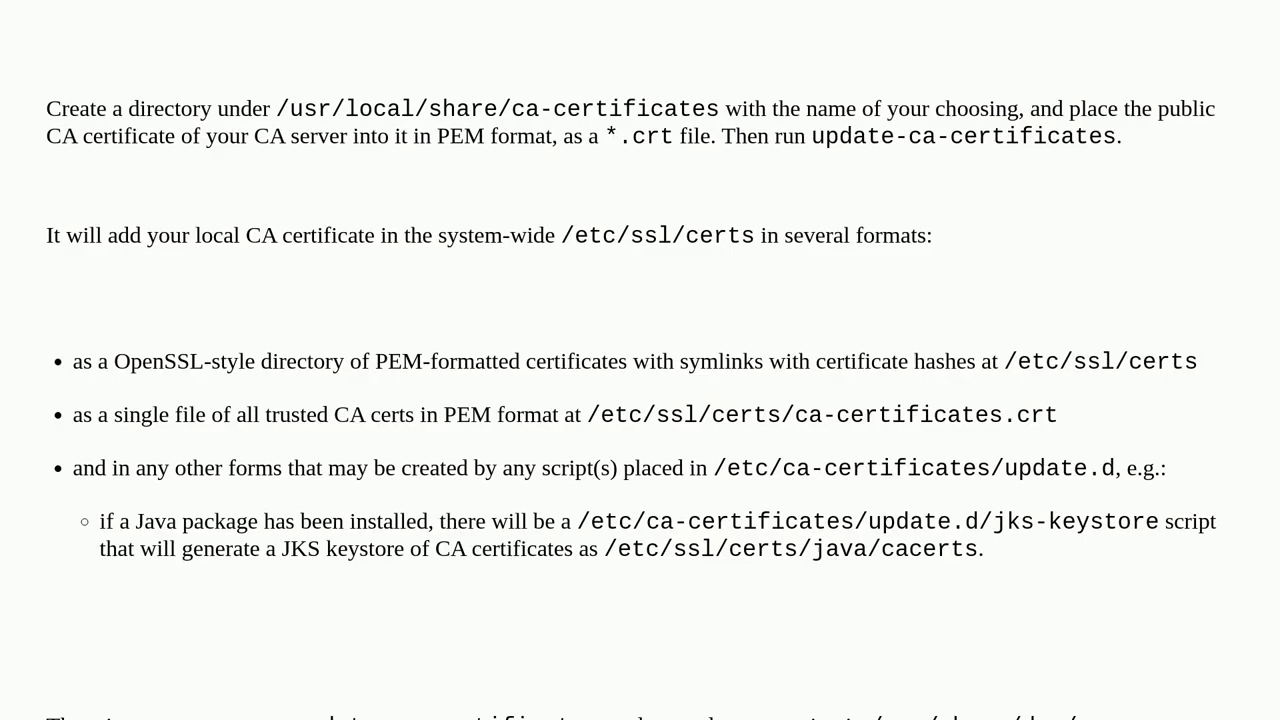 Create a directory under /usr/local/share/ca-certificates with the name of your choosing, and place the public
CA certificate of your CA server into it in PEM format, as a *.crt file. Then run update-ca-certificates.
It will add your local CA certificate in the system-wide /etc/ssl/certs in several formats:
• as a OpenSSL-style directory of PEM-formatted certificates with symlinks with certificate hashes at /etc/ssl/certs
• as a single file of all trusted CA certs in PEM format at /etc/ssl/certs/ca-certificates.crt
• and in any other forms that may be created by any script(s) placed in /etc/ca-certificates/update.d, e.g.:
◦ if a Java package has been installed, there will be a /etc/ca-certificates/update.d/jks-keystore script
that will generate a JKS keystore of CA certificates as /etc/ssl/certs/java/cacerts.